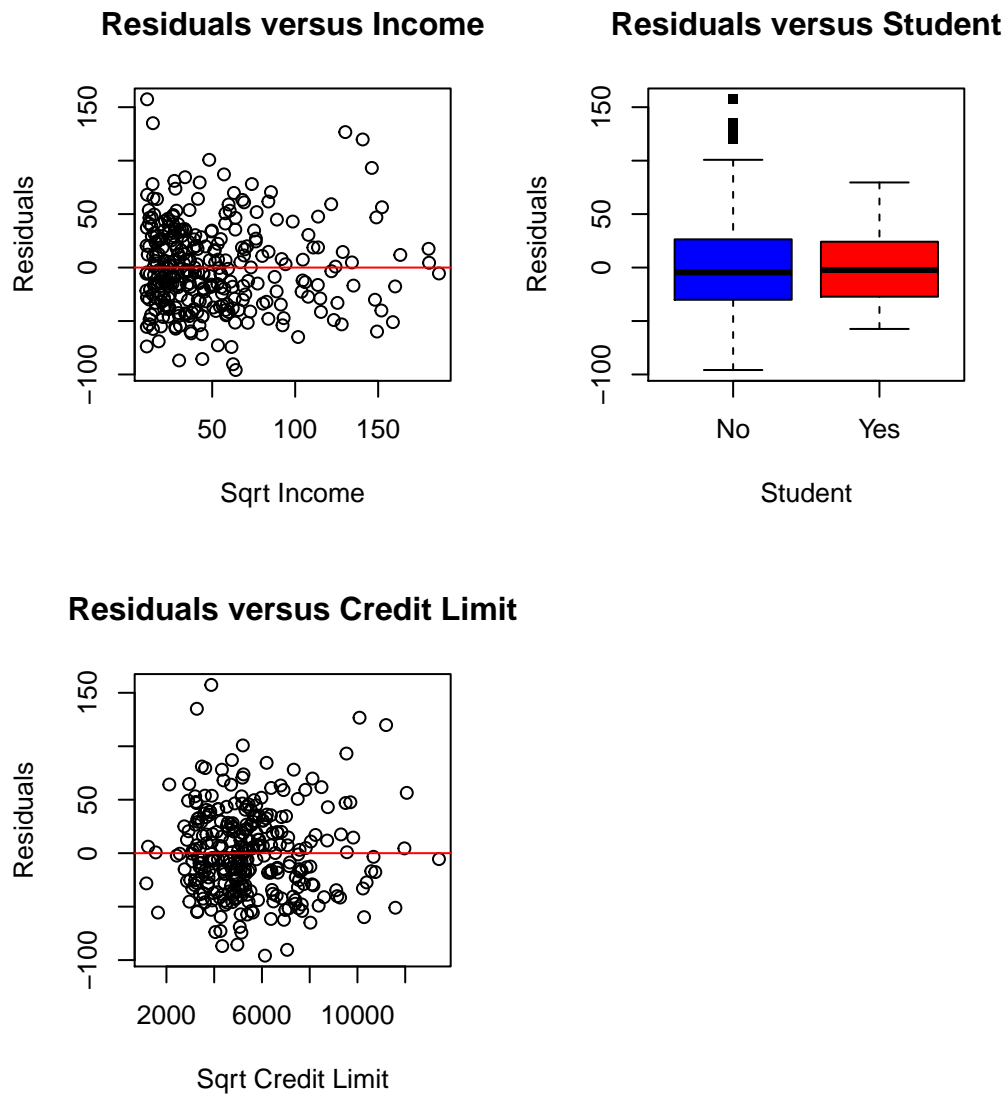 Residuals versus Income
Residuals
150
50
0
−100
50 100 150
Sqrt Income
Residuals versus Student
Residuals
150
50
0
−100
No Yes
Student
Residuals versus Credit Limit
Residuals
150
50
0
−100
2000 6000 10000
Sqrt Credit Limit